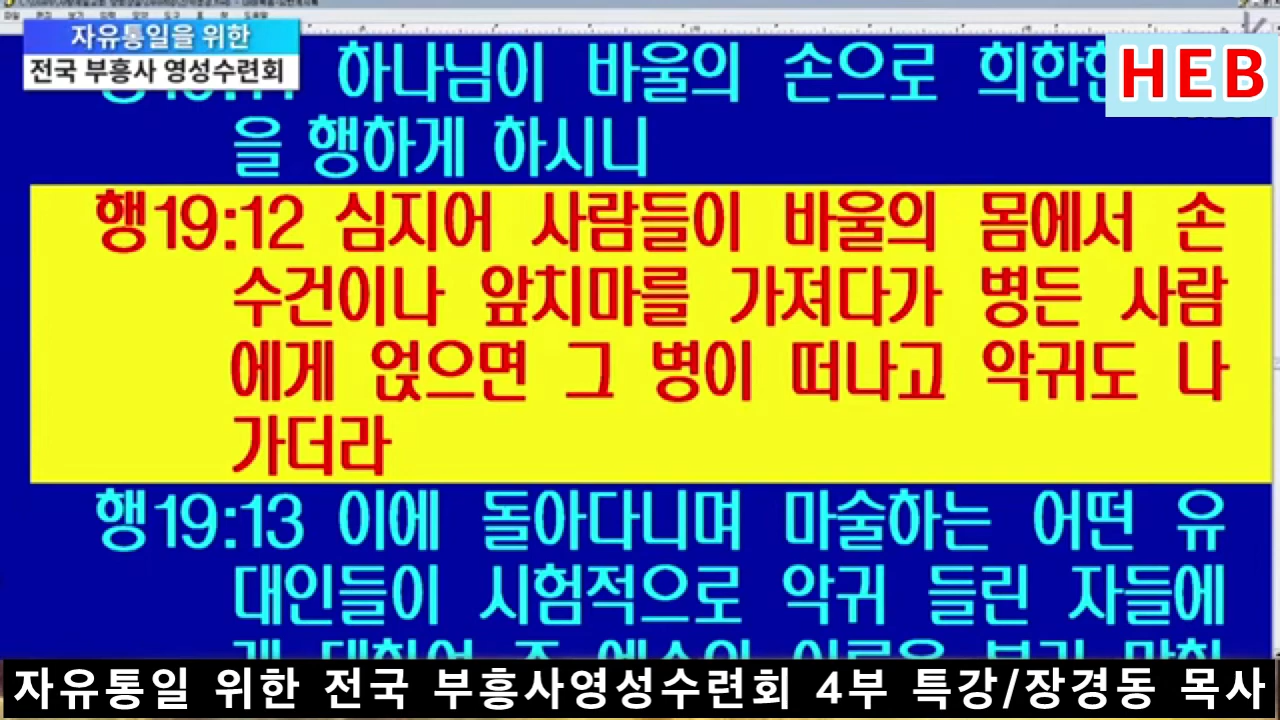 자유통일을 위한
전국 부흥사 영성수련회
HEB
하나님이 바울의 손으로
을 행하게 하시니
행19:12 심지어 사람들이 바울의 몸에서 손
수건이나 앞치마를 가져다가 병든 사람
에게 얹으면 그 병이 떠나고 악귀도 나
가더라
행19:13 이에 돌아다니며 마술하는 어떤 유
대인들이 시험적으로 악귀 들린 자들에
자유통일 위한 전국 부흥사영성수련회 4부 특강/장경동 목사